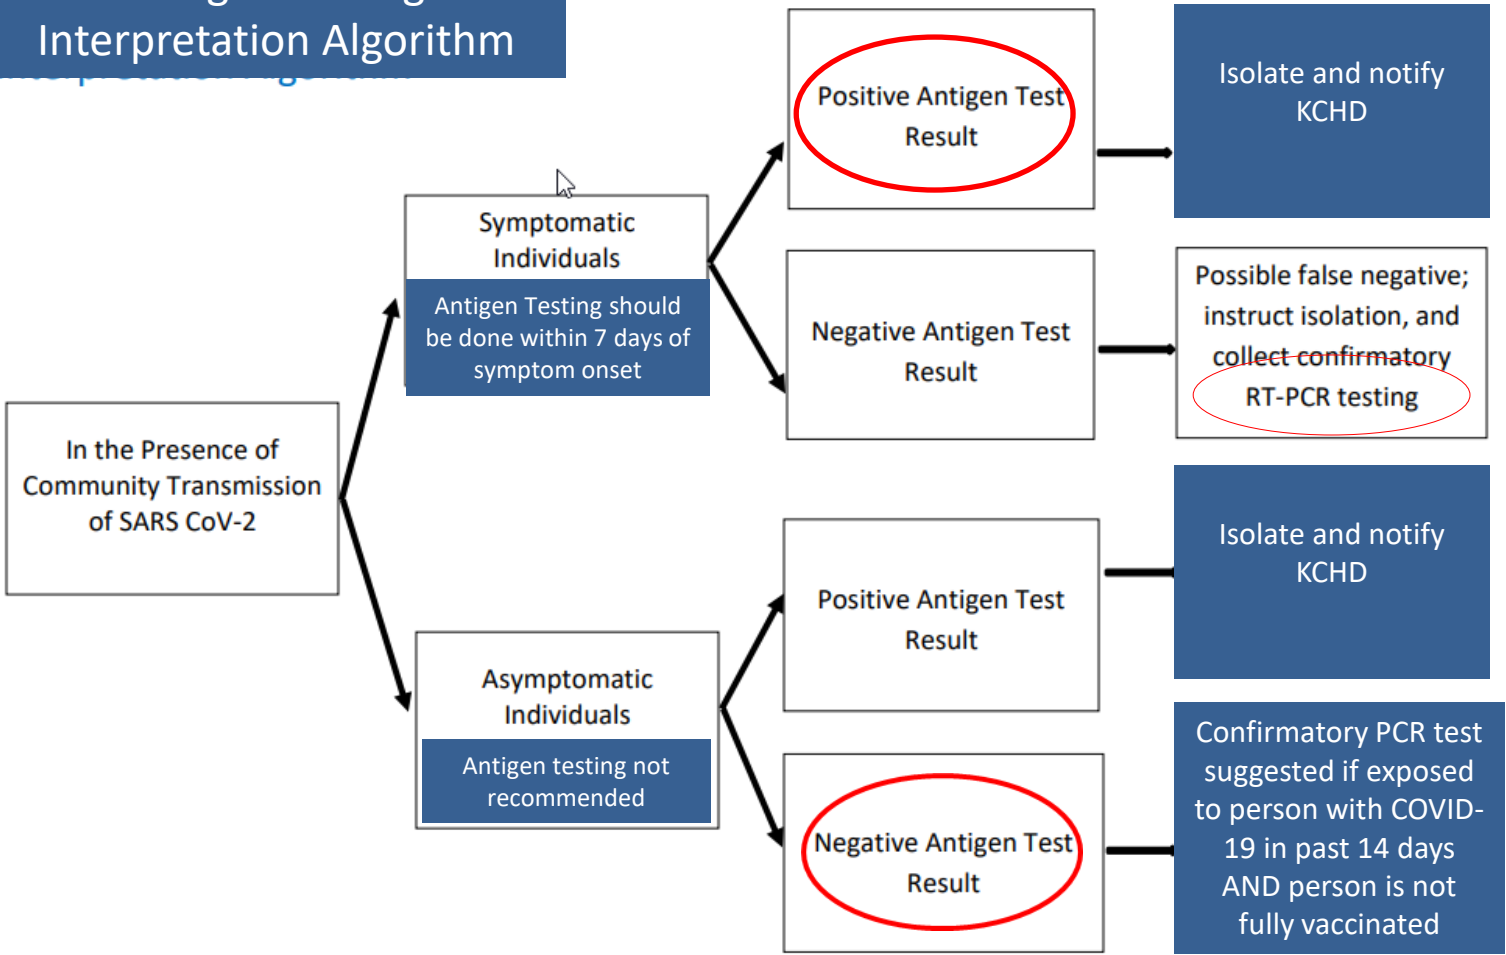 Interpretation Algorithm
In the Presence of
Community Transmission
of SARS CoV-2
Symptomatic
Individuals
Antigen Testing should
be done within 7 days of
symptom onset
Asymptomatic
Individuals
Antigen testing not
recommended
Positive Antigen Test
Result
Isolate and notify
KCHD
Negative Antigen Test
Result
Possible false negative;
instruct isolation, and
collect confirmatory
RT-PCR testing
Positive Antigen Test
Result
Isolate and notify
KCHD
Negative Antigen Test
Result
Confirmatory PCR test
suggested if exposed
to person with COVID-
19 in past 14 days
AND person is not
fully vaccinated